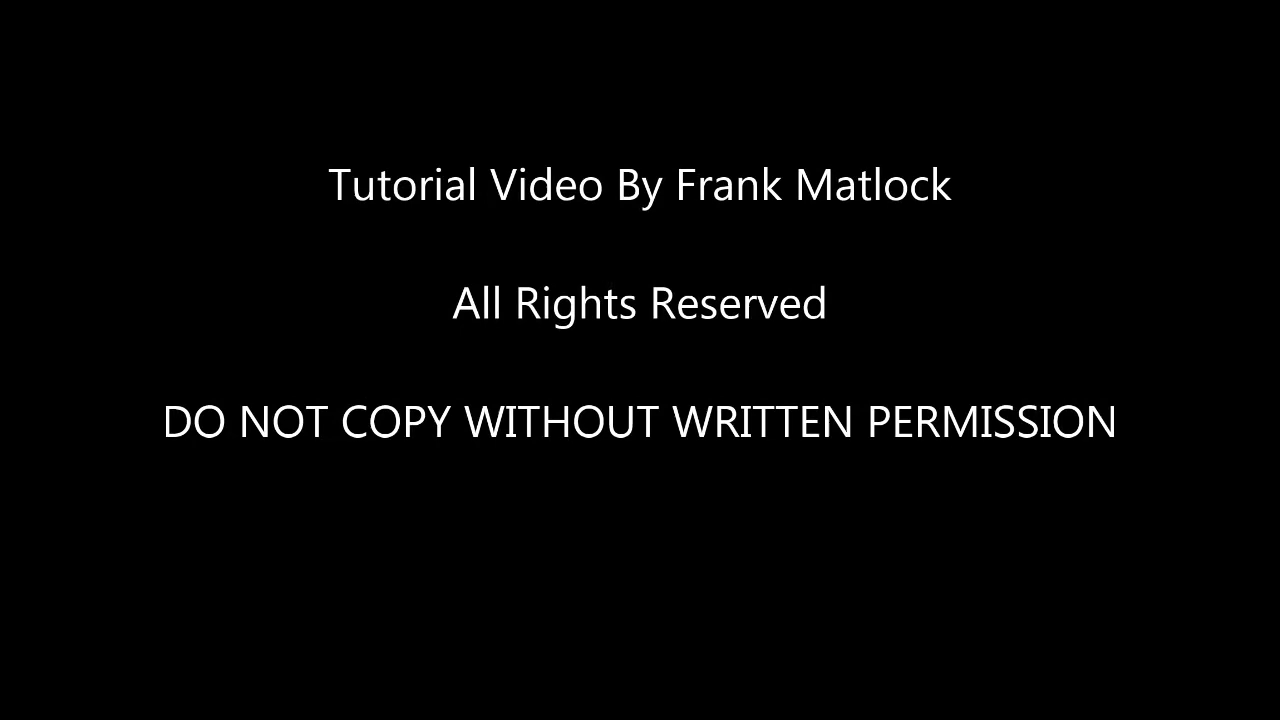 Tutorial Video By Frank Matlock
All Rights Reserved
DO NOT COPY WITHOUT WRITTEN PERMISSION